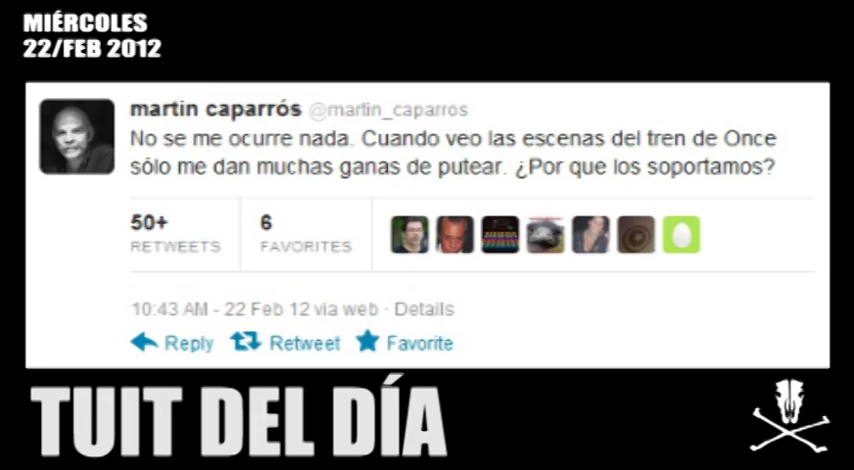 MIÉRCOLES
22/FEB 2012
martin caparrós @martin_caparros
No se me ocurre nada. Cuando veo las escenas del tren de Once
sólo me dan muchas ganas de putear. ¿Por que los soportamos?
50+ 6
RETWEETS FAVORITES
10:43 AM - 22 Feb 12 via web · Details
Reply Retweet Favorite
TUIT DEL DÍA